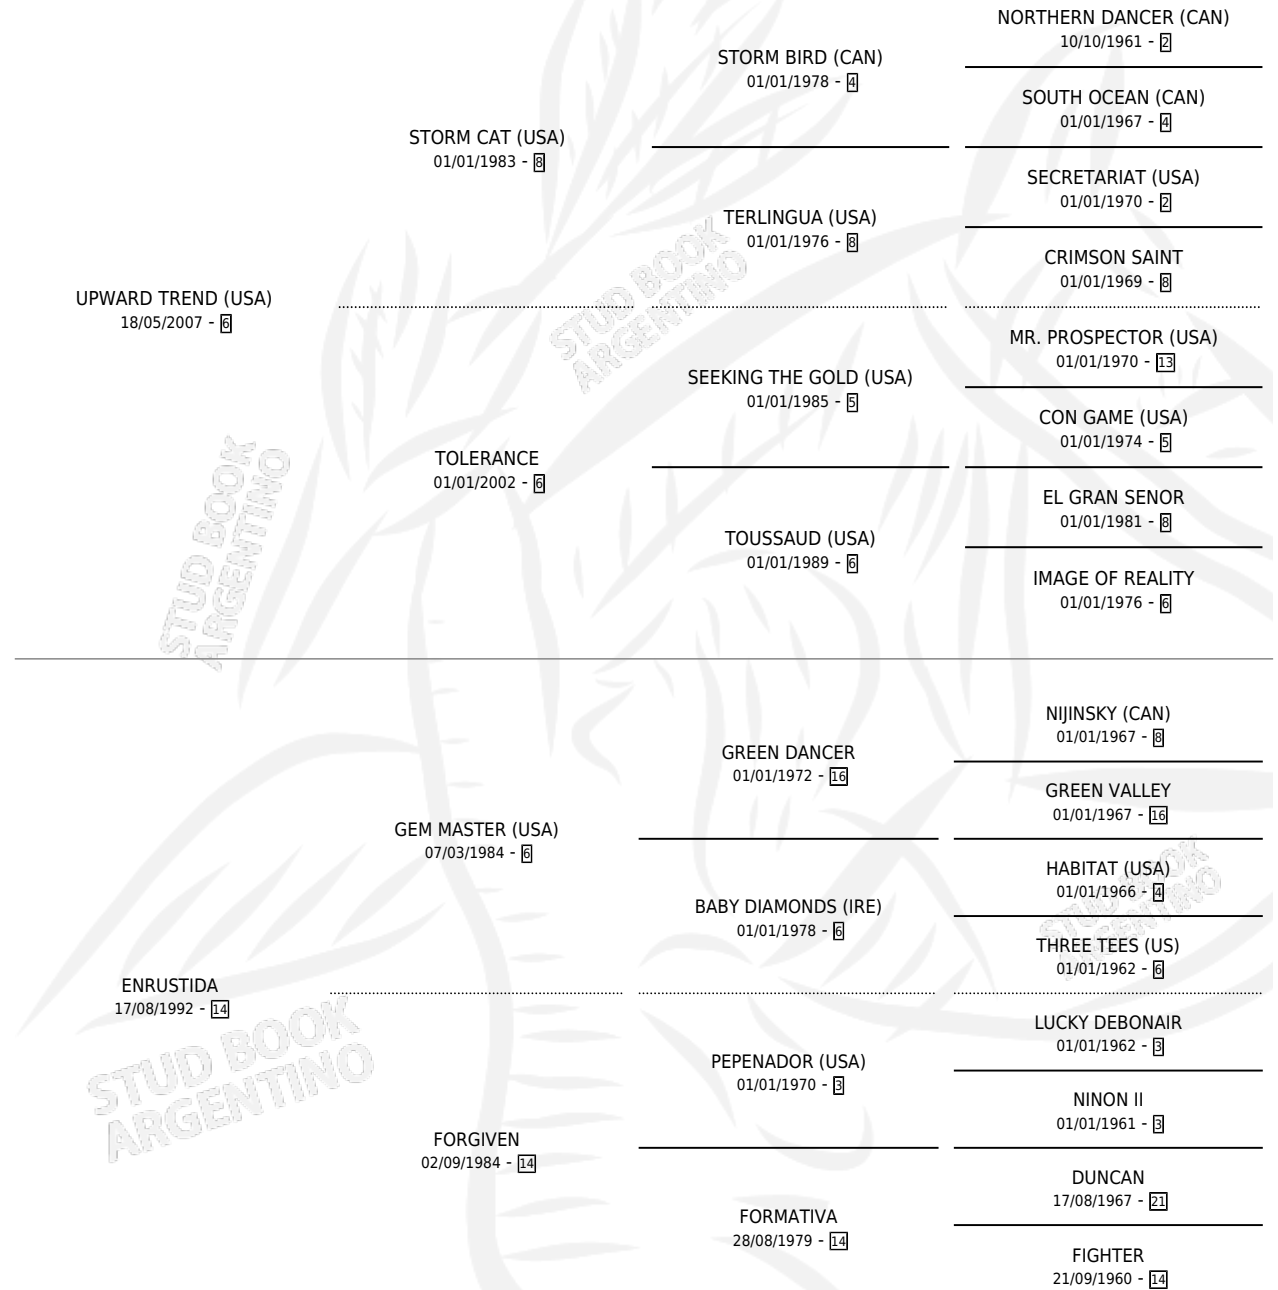 NORTHERN DANCER (CAN)
10/10/1961 - 2
STORM BIRD (CAN)
01/01/1978 - 4
SOUTH OCEAN (CAN)
01/01/1967 - 4
STORM CAT (USA)
01/01/1983 - 8
SECRETARIAT (USA)
01/01/1970 - 2
TERLINGUA (USA)
01/01/1976 - 8
CRIMSON SAINT
01/01/1969 - 8
UPWARD TREND (USA)
18/05/2007 - 6
STUD BOOK
ARGENTINO
MR. PROSPECTOR (USA)
01/01/1970 - 13
SEEKING THE GOLD (USA)
01/01/1985 - 5
CON GAME (USA)
01/01/1974 - 5
TOLERANCE
01/01/2002 - 6
EL GRAN SENOR
01/01/1981 - 8
TOUSSAUD (USA)
01/01/1989 - 6
IMAGE OF REALITY
01/01/1976 - 6
STUD BOOK
ARGENTINO
NIJINSKY (CAN)
01/01/1967 - 8
GREEN DANCER
01/01/1972 - 16
GREEN VALLEY
01/01/1967 - 16
GEM MASTER (USA)
07/03/1984 - 6
HABITAT (USA)
01/01/1966 - 4
BABY DIAMONDS (IRE)
01/01/1978 - 6
THREE TEES (US)
01/01/1962 - 6
STUD BOOK
ARGENTINO
ENRUSTIDA
17/08/1992 - 14
LUCKY DEBONAIR
01/01/1962 - 3
PEPENADOR (USA)
01/01/1970 - 3
NINON II
01/01/1961 - 3
FORGIVEN
02/09/1984 - 14
DUNCAN
17/08/1967 - 21
FORMATIVA
28/08/1979 - 14
FIGHTER
21/09/1960 - 14
STUD BOOK
ARGENTINO